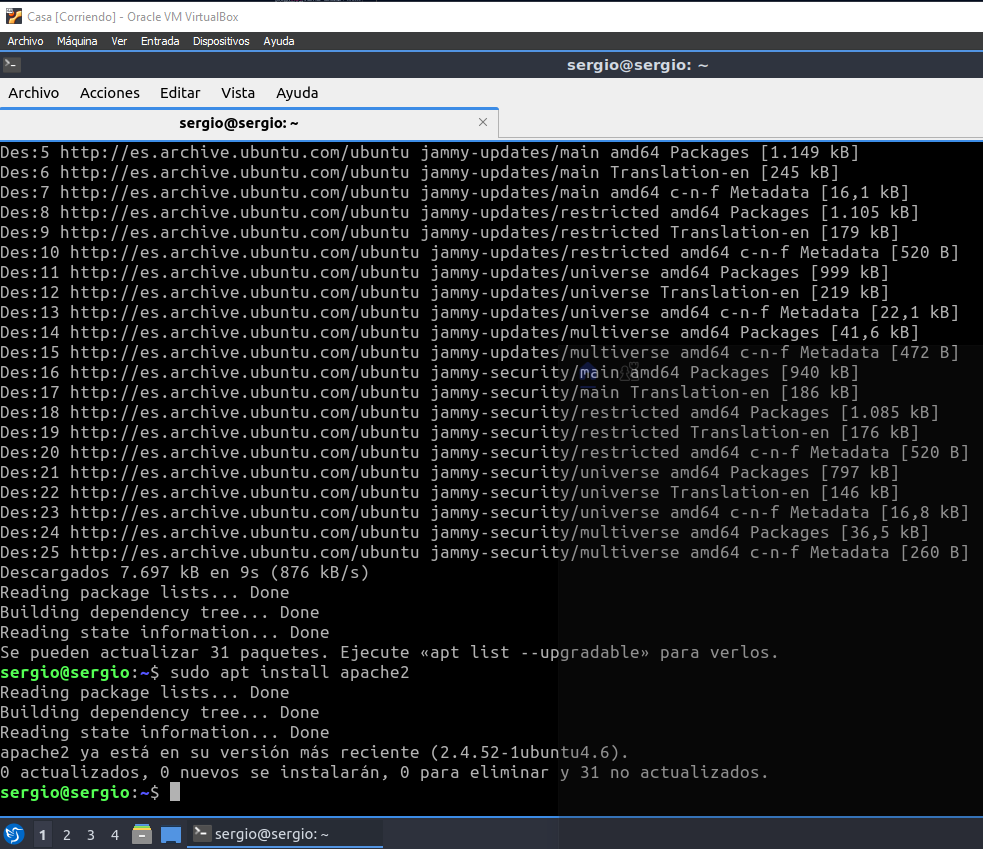 Casa [Corriendo] - Oracle VM VirtualBox
Archivo Máquina Ver Entrada Dispositivos Ayuda
sergio@sergio: ~
Archivo Acciones Editar Vista Ayuda
sergio@sergio: ~
Des:5 http://es.archive.ubuntu.com/ubuntu jammy-updates/main amd64 Packages [1.149 kB]
Des:6 http://es.archive.ubuntu.com/ubuntu jammy-updates/main Translation-en [245 kB]
Des:7 http://es.archive.ubuntu.com/ubuntu jammy-updates/main amd64 c-n-f Metadata [16,1 kB]
Des:8 http://es.archive.ubuntu.com/ubuntu jammy-updates/restricted amd64 Packages [1.105 kB]
Des:9 http://es.archive.ubuntu.com/ubuntu jammy-updates/restricted Translation-en [179 kB]
Des:10 http://es.archive.ubuntu.com/ubuntu jammy-updates/restricted amd64 c-n-f Metadata [520 B]
Des:11 http://es.archive.ubuntu.com/ubuntu jammy-updates/universe amd64 Packages [999 kB]
Des:12 http://es.archive.ubuntu.com/ubuntu jammy-updates/universe Translation-en [219 kB]
Des:13 http://es.archive.ubuntu.com/ubuntu jammy-updates/universe amd64 c-n-f Metadata [22,1 kB]
Des:14 http://es.archive.ubuntu.com/ubuntu jammy-updates/multiverse amd64 Packages [41,6 kB]
Des:15 http://es.archive.ubuntu.com/ubuntu jammy-updates/multiverse amd64 c-n-f Metadata [472 B]
Des:16 http://es.archive.ubuntu.com/ubuntu jammy-security/main amd64 Packages [940 kB]
Des:17 http://es.archive.ubuntu.com/ubuntu jammy-security/main Translation-en [186 kB]
Des:18 http://es.archive.ubuntu.com/ubuntu jammy-security/restricted amd64 Packages [1.085 kB]
Des:19 http://es.archive.ubuntu.com/ubuntu jammy-security/restricted Translation-en [176 kB]
Des:20 http://es.archive.ubuntu.com/ubuntu jammy-security/restricted amd64 c-n-f Metadata [520 B]
Des:21 http://es.archive.ubuntu.com/ubuntu jammy-security/universe amd64 Packages [797 kB]
Des:22 http://es.archive.ubuntu.com/ubuntu jammy-security/universe Translation-en [146 kB]
Des:23 http://es.archive.ubuntu.com/ubuntu jammy-security/universe amd64 c-n-f Metadata [16,8 kB]
Des:24 http://es.archive.ubuntu.com/ubuntu jammy-security/multiverse amd64 Packages [36,5 kB]
Des:25 http://es.archive.ubuntu.com/ubuntu jammy-security/multiverse amd64 c-n-f Metadata [260 B]
Descargados 7.697 kB en 9s (876 kB/s)
Reading package lists... Done
Building dependency tree... Done
Reading state information... Done
Se pueden actualizar 31 paquetes. Ejecute «apt list --upgradable» para verlos.
sergio@sergio:~$ sudo apt install apache2
Reading package lists... Done
Building dependency tree... Done
Reading state information... Done
apache2 ya está en su versión más reciente (2.4.52-1ubuntu4.6).
0 actualizados, 0 nuevos se instalarán, 0 para eliminar y 31 no actualizados.
sergio@sergio:~$
1 2 3 4 sergio@sergio: ~